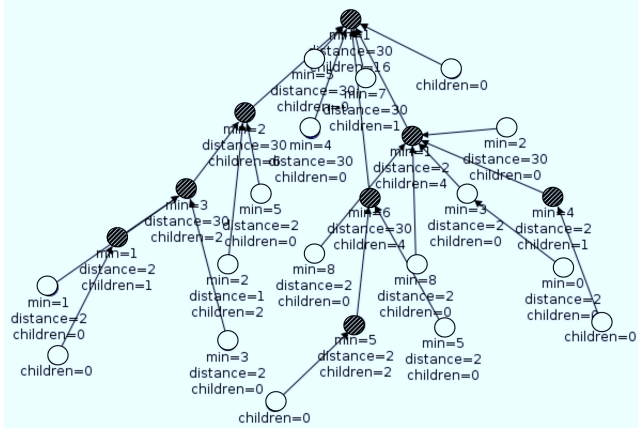 min=1
distance=30
children=16
min=5
distance=30
children=0
min=7
distance=30
children=1
children=0
min=2
distance=30
children=6
min=4
distance=30
children=0
min=1
distance=2
children=4
min=2
distance=30
children=0
min=3
distance=30
children=2
min=5
distance=2
children=0
min=6
distance=30
children=4
min=3
distance=2
children=0
min=4
distance=2
children=1
min=1
distance=2
children=1
min=2
distance=1
children=2
min=8
distance=2
children=0
min=8
distance=2
children=0
min=0
distance=2
children=0
min=1
distance=2
children=0
children=0
min=3
distance=2
children=0
min=5
distance=2
children=2
min=5
distance=2
children=0
children=0
children=0